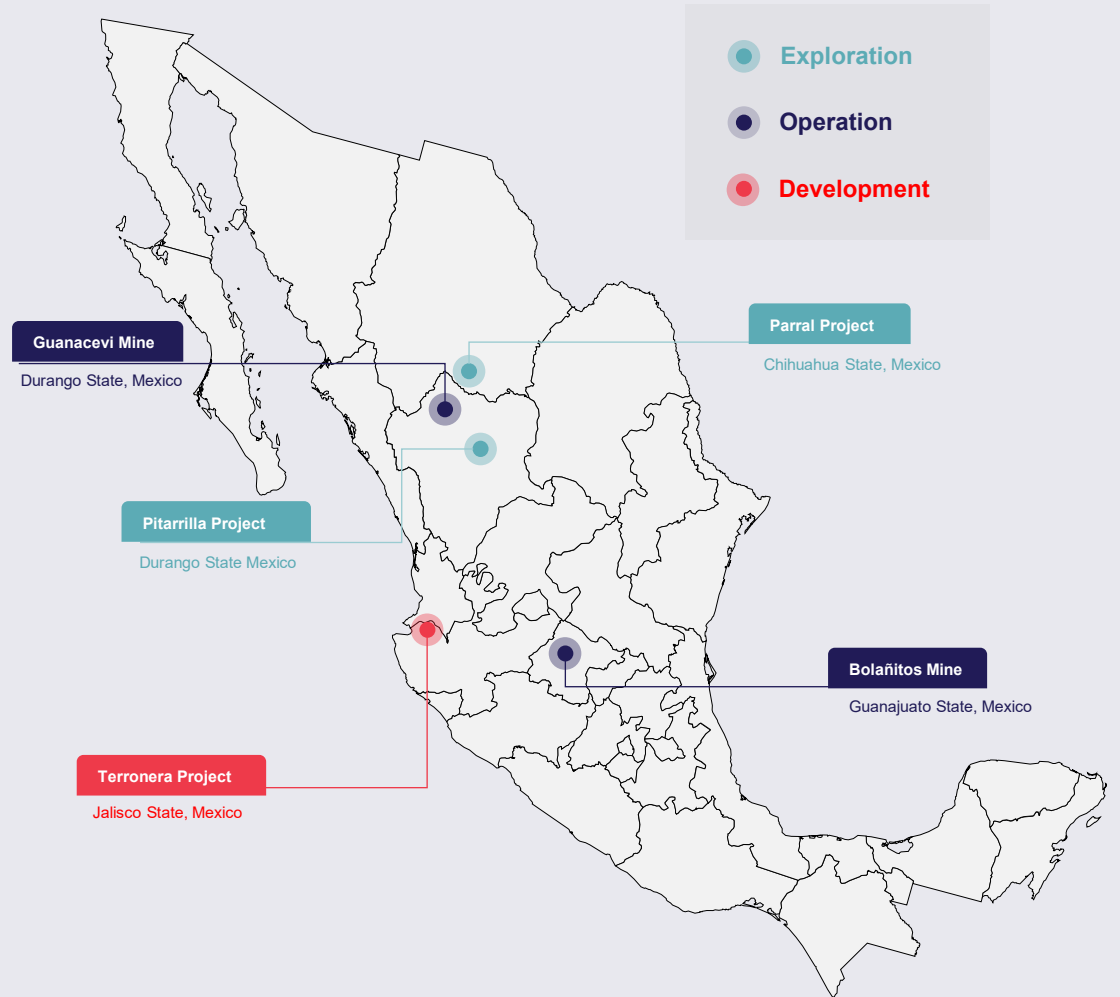 Exploration
Operation
Development
Guanacevi Mine
Durango State, Mexico
Parral Project
Chihuahua State, Mexico
Pitarrilla Project
Durango State Mexico
Bolañitos Mine
Guanajuato State, Mexico
Terronera Project
Jalisco State, Mexico